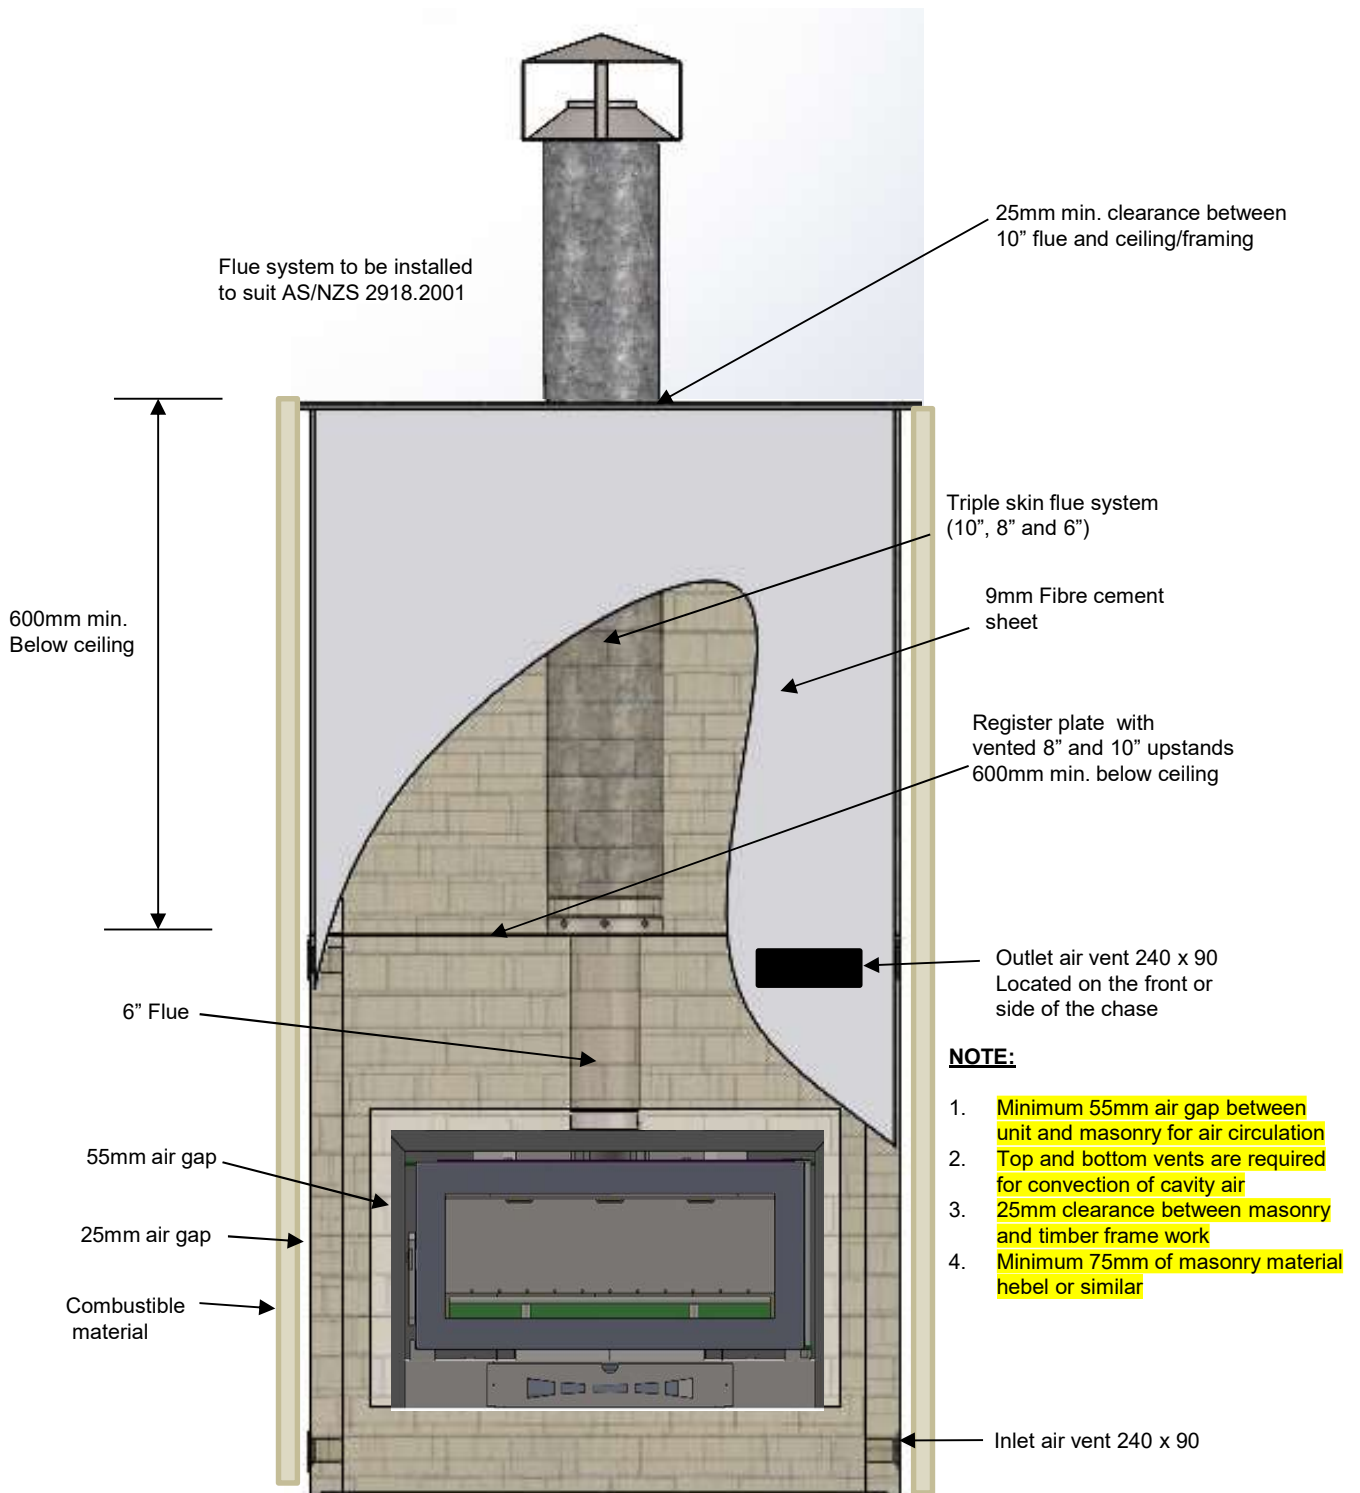 25mm min. clearance between
10” flue and ceiling/framing
Flue system to be installed
to suit AS/NZS 2918.2001
Triple skin flue system
(10”, 8” and 6”)
9mm Fibre cement
sheet
600mm min.
Below ceiling
Register plate with
vented 8” and 10” upstands
600mm min. below ceiling
Outlet air vent 240 x 90
Located on the front or
side of the chase
6” Flue
NOTE:
1. Minimum 55mm air gap between
unit and masonry for air circulation
2. Top and bottom vents are required
for convection of cavity air
3. 25mm clearance between masonry
and timber frame work
4. Minimum 75mm of masonry material
hebel or similar
55mm air gap
25mm air gap
Combustible
material
Inlet air vent 240 x 90